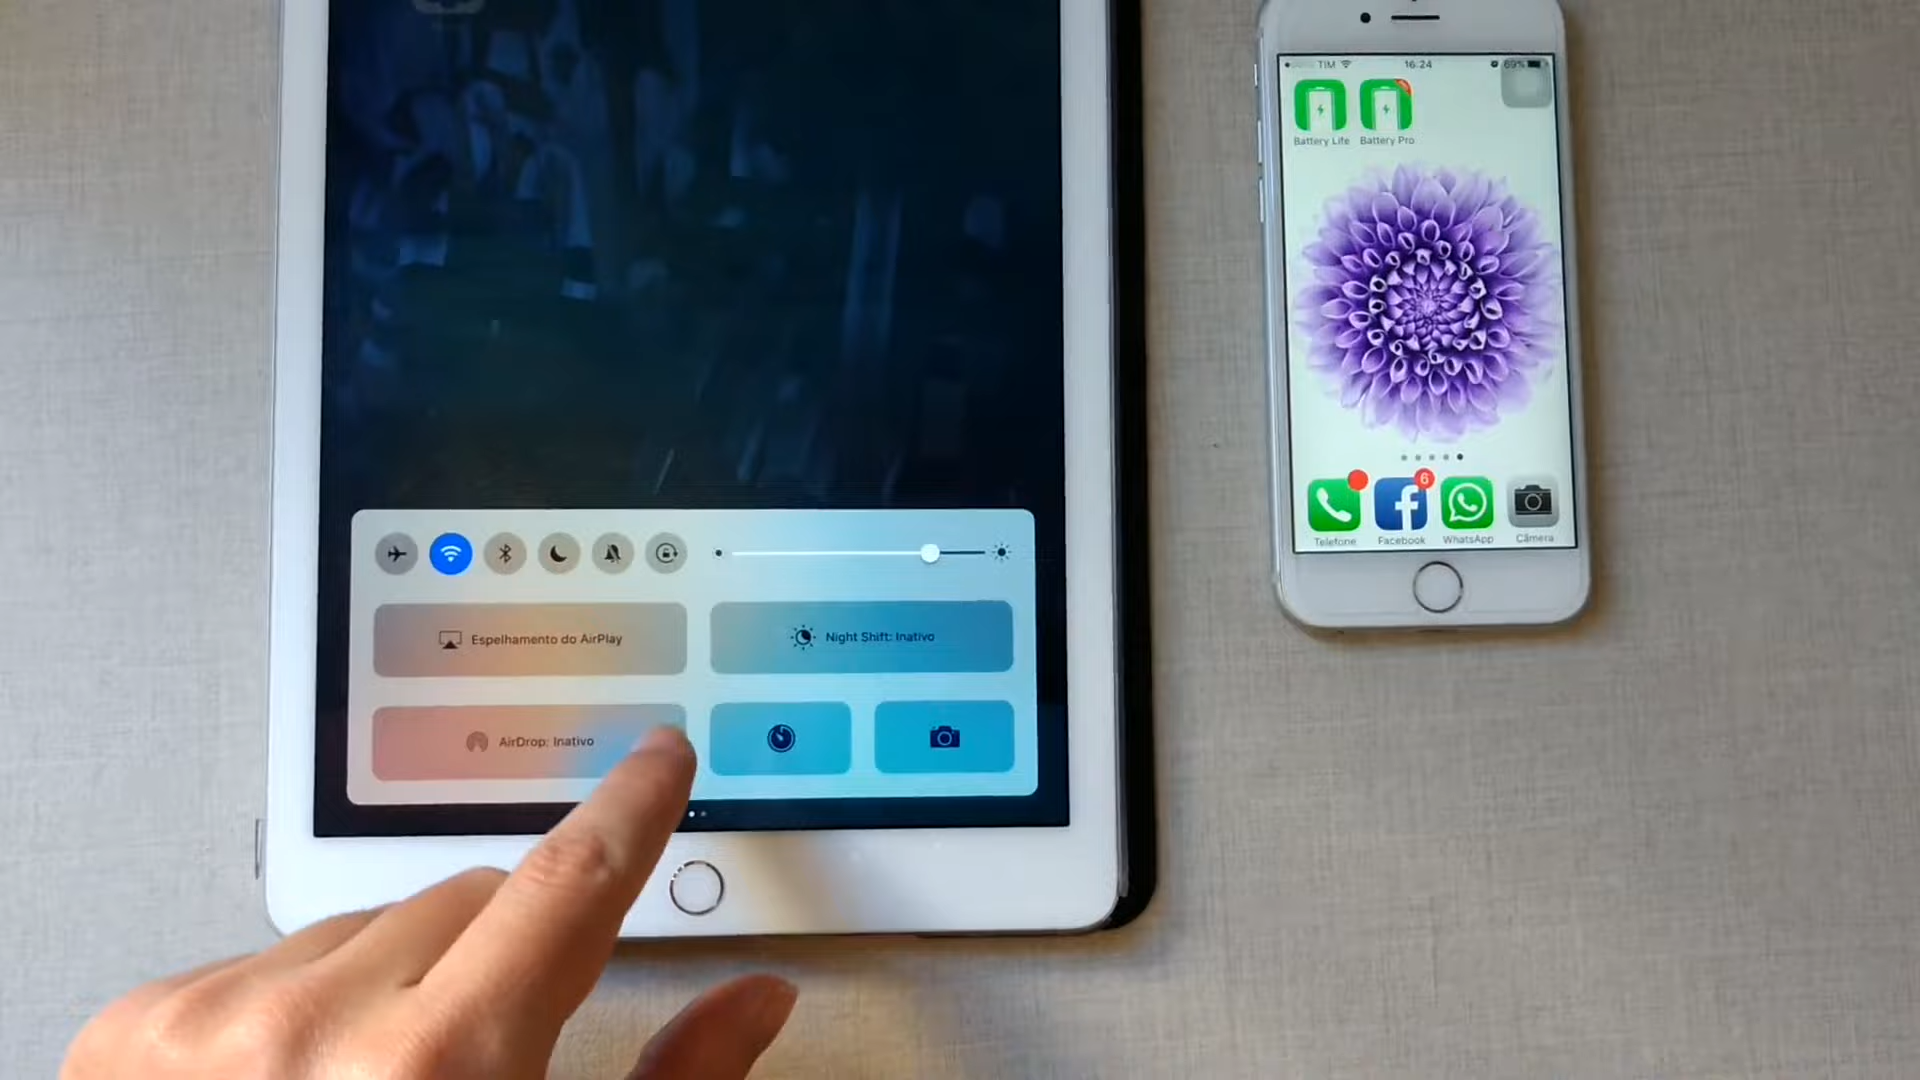 TIM 16:24 69%
Battery Life Battery Pro
6
Telefone Facebook WhatsApp Câmera
Espelhamento do AirPlay
Night Shift: Inativo
AirDrop: Inativo